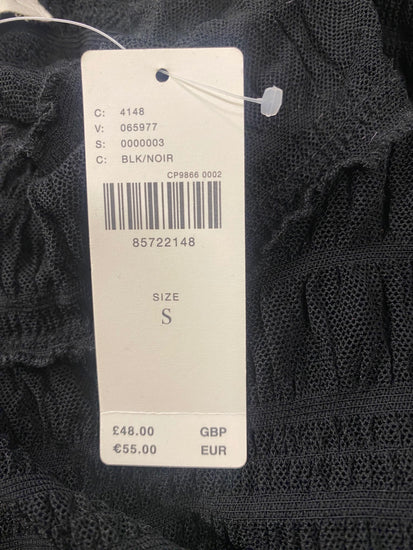 C: 4148
V: 065977
S: 0000003
C: BLK/NOIR
CP9866 0002
85722148
SIZE
S
£48.00 GBP
€55.00 EUR